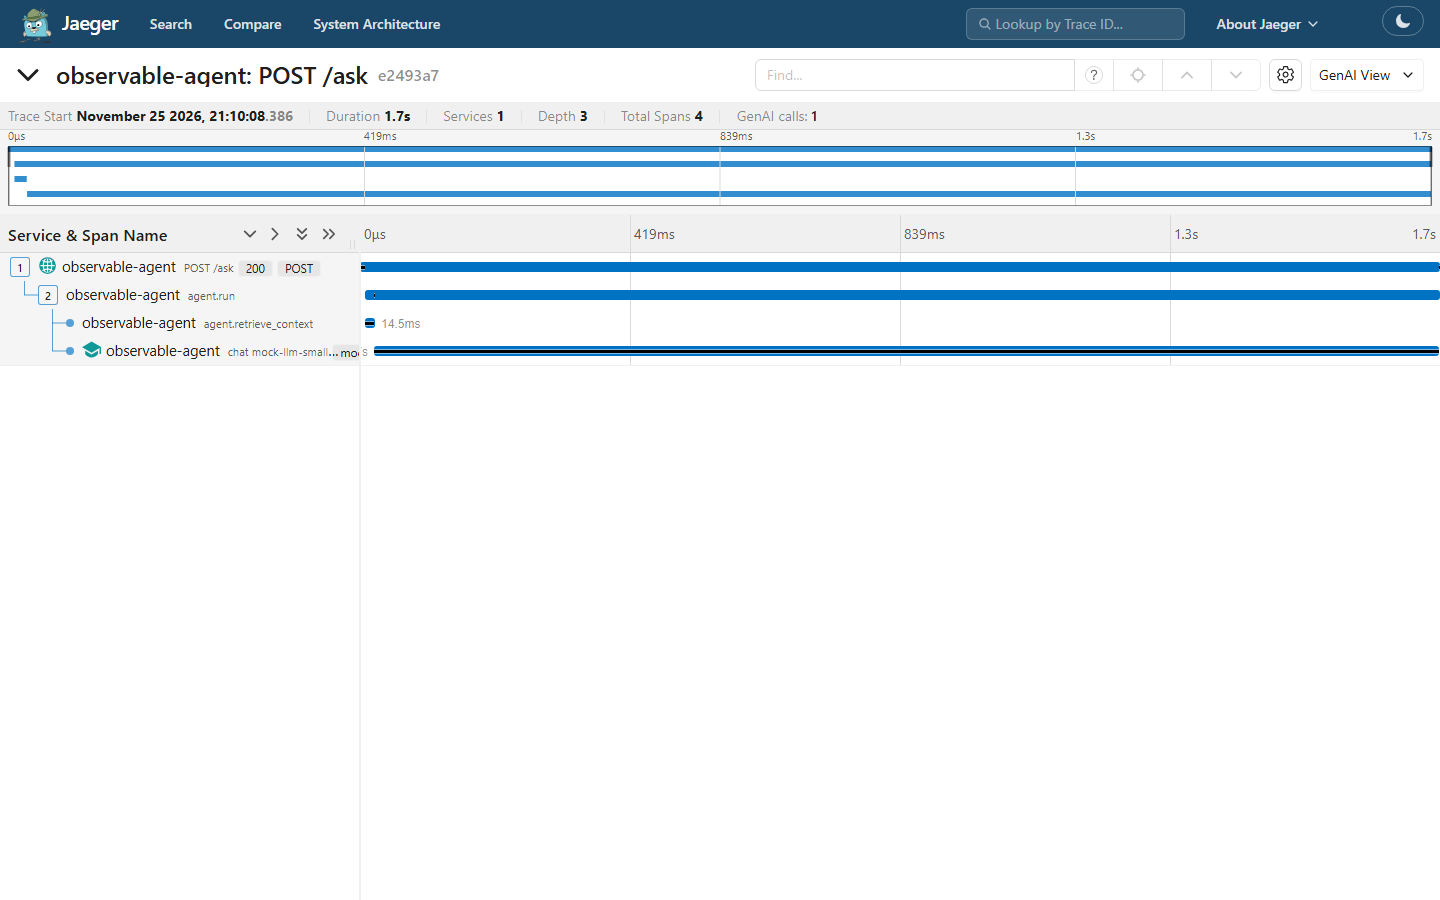 Jaeger Search Compare System Architecture Lookup by Trace ID... About Jaeger
observable-agent: POST /ask e2493a7 Find... ? GenAI View
Trace Start November 25 2026, 21:10:08.386 Duration 1.7s Services 1 Depth 3 Total Spans 4 GenAI calls: 1
0μs 419ms 839ms 1.3s 1.7s
Service & Span Name 0μs 419ms 839ms 1.3s 1.7s
1 observable-agent POST /ask 200 POST
2 observable-agent agent.run
observable-agent agent.retrieve_context 14.5ms
observable-agent chat mock-llm-small... moc s